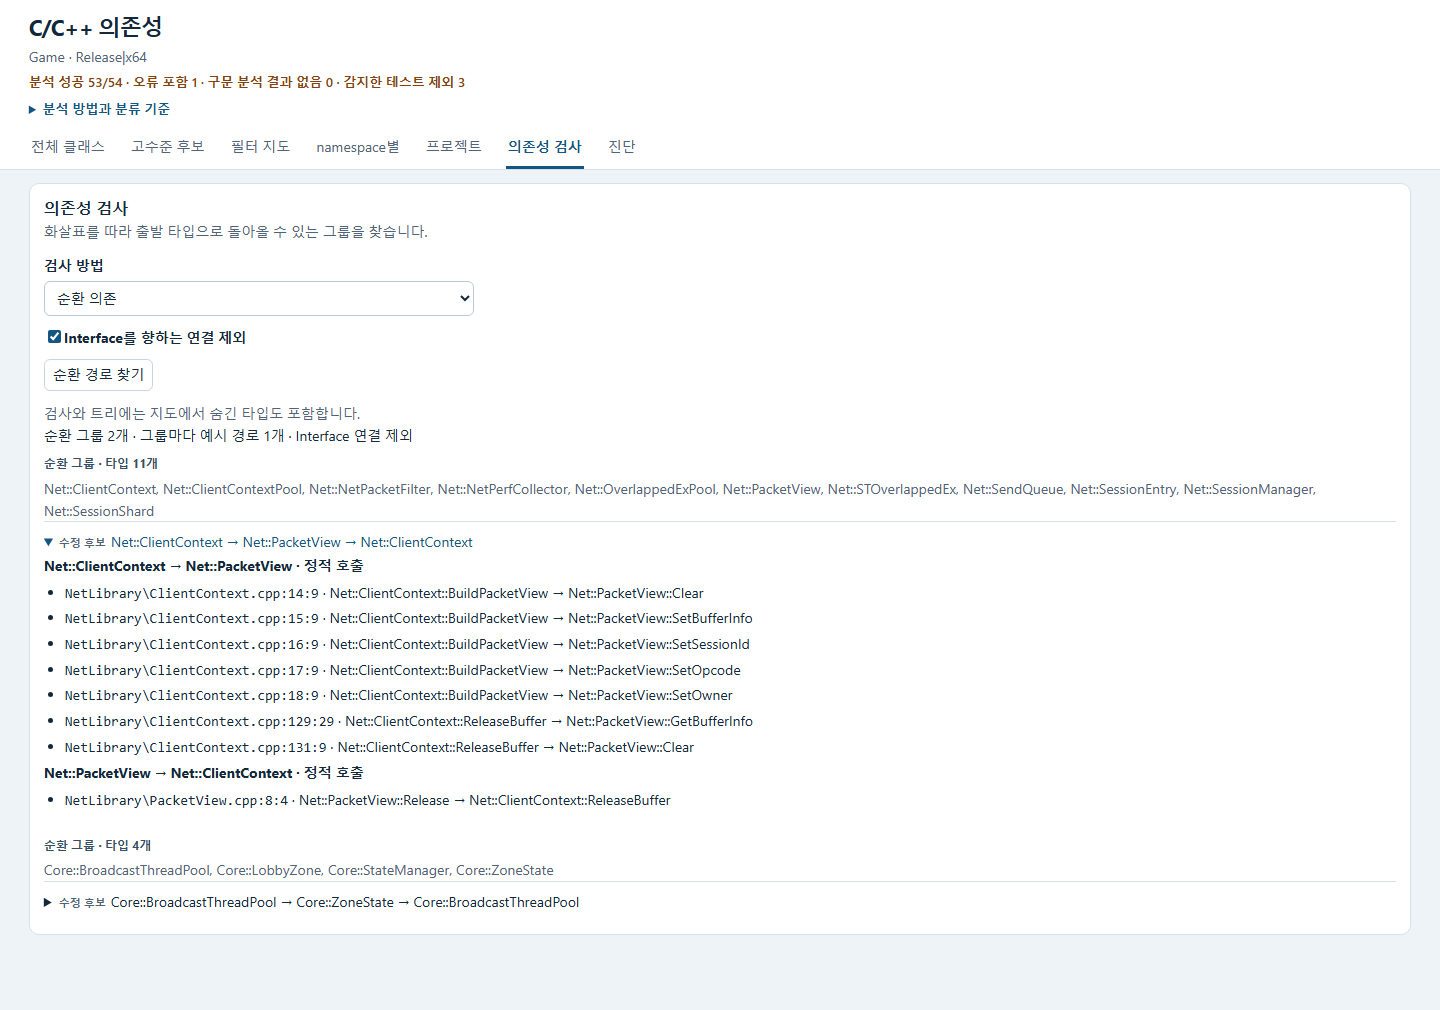 C/C++ 의존성
Game · Release|x64
분석 성공 53/54 · 오류 포함 1 · 구문 분석 결과 없음 0 · 감지한 테스트 제외 3
▶ 분석 방법과 분류 기준
전체 클래스 고수준 후보 필터 지도 namespace별 프로젝트 의존성 검사 진단
의존성 검사
화살표를 따라 출발 타입으로 돌아올 수 있는 그룹을 찾습니다.
검사 방법
순환 의존
Interface를 향하는 연결 제외
순환 경로 찾기
검사와 트리에는 지도에서 숨긴 타입도 포함합니다.
순환 그룹 2개 · 그룹마다 예시 경로 1개 · Interface 연결 제외
순환 그룹 · 타입 11개
Net::ClientContext, Net::ClientContextPool, Net::NetPacketFilter, Net::NetPerfCollector, Net::OverlappedExPool, Net::PacketView, Net::STOverlappedEx, Net::SendQueue, Net::SessionEntry, Net::SessionManager,
Net::SessionShard
▼ 수정 후보 Net::ClientContext → Net::PacketView → Net::ClientContext
Net::ClientContext → Net::PacketView · 정적 호출
• NetLibrary\ClientContext.cpp:14:9 · Net::ClientContext::BuildPacketView → Net::PacketView::Clear
• NetLibrary\ClientContext.cpp:15:9 · Net::ClientContext::BuildPacketView → Net::PacketView::SetBufferInfo
• NetLibrary\ClientContext.cpp:16:9 · Net::ClientContext::BuildPacketView → Net::PacketView::SetSessionId
• NetLibrary\ClientContext.cpp:17:9 · Net::ClientContext::BuildPacketView → Net::PacketView::SetOpcode
• NetLibrary\ClientContext.cpp:18:9 · Net::ClientContext::BuildPacketView → Net::PacketView::SetOwner
• NetLibrary\ClientContext.cpp:129:29 · Net::ClientContext::ReleaseBuffer → Net::PacketView::GetBufferInfo
• NetLibrary\ClientContext.cpp:131:9 · Net::ClientContext::ReleaseBuffer → Net::PacketView::Clear
Net::PacketView → Net::ClientContext · 정적 호출
• NetLibrary\PacketView.cpp:8:4 · Net::PacketView::Release → Net::ClientContext::ReleaseBuffer
순환 그룹 · 타입 4개
Core::BroadcastThreadPool, Core::LobbyZone, Core::StateManager, Core::ZoneState
▶ 수정 후보 Core::BroadcastThreadPool → Core::ZoneState → Core::BroadcastThreadPool